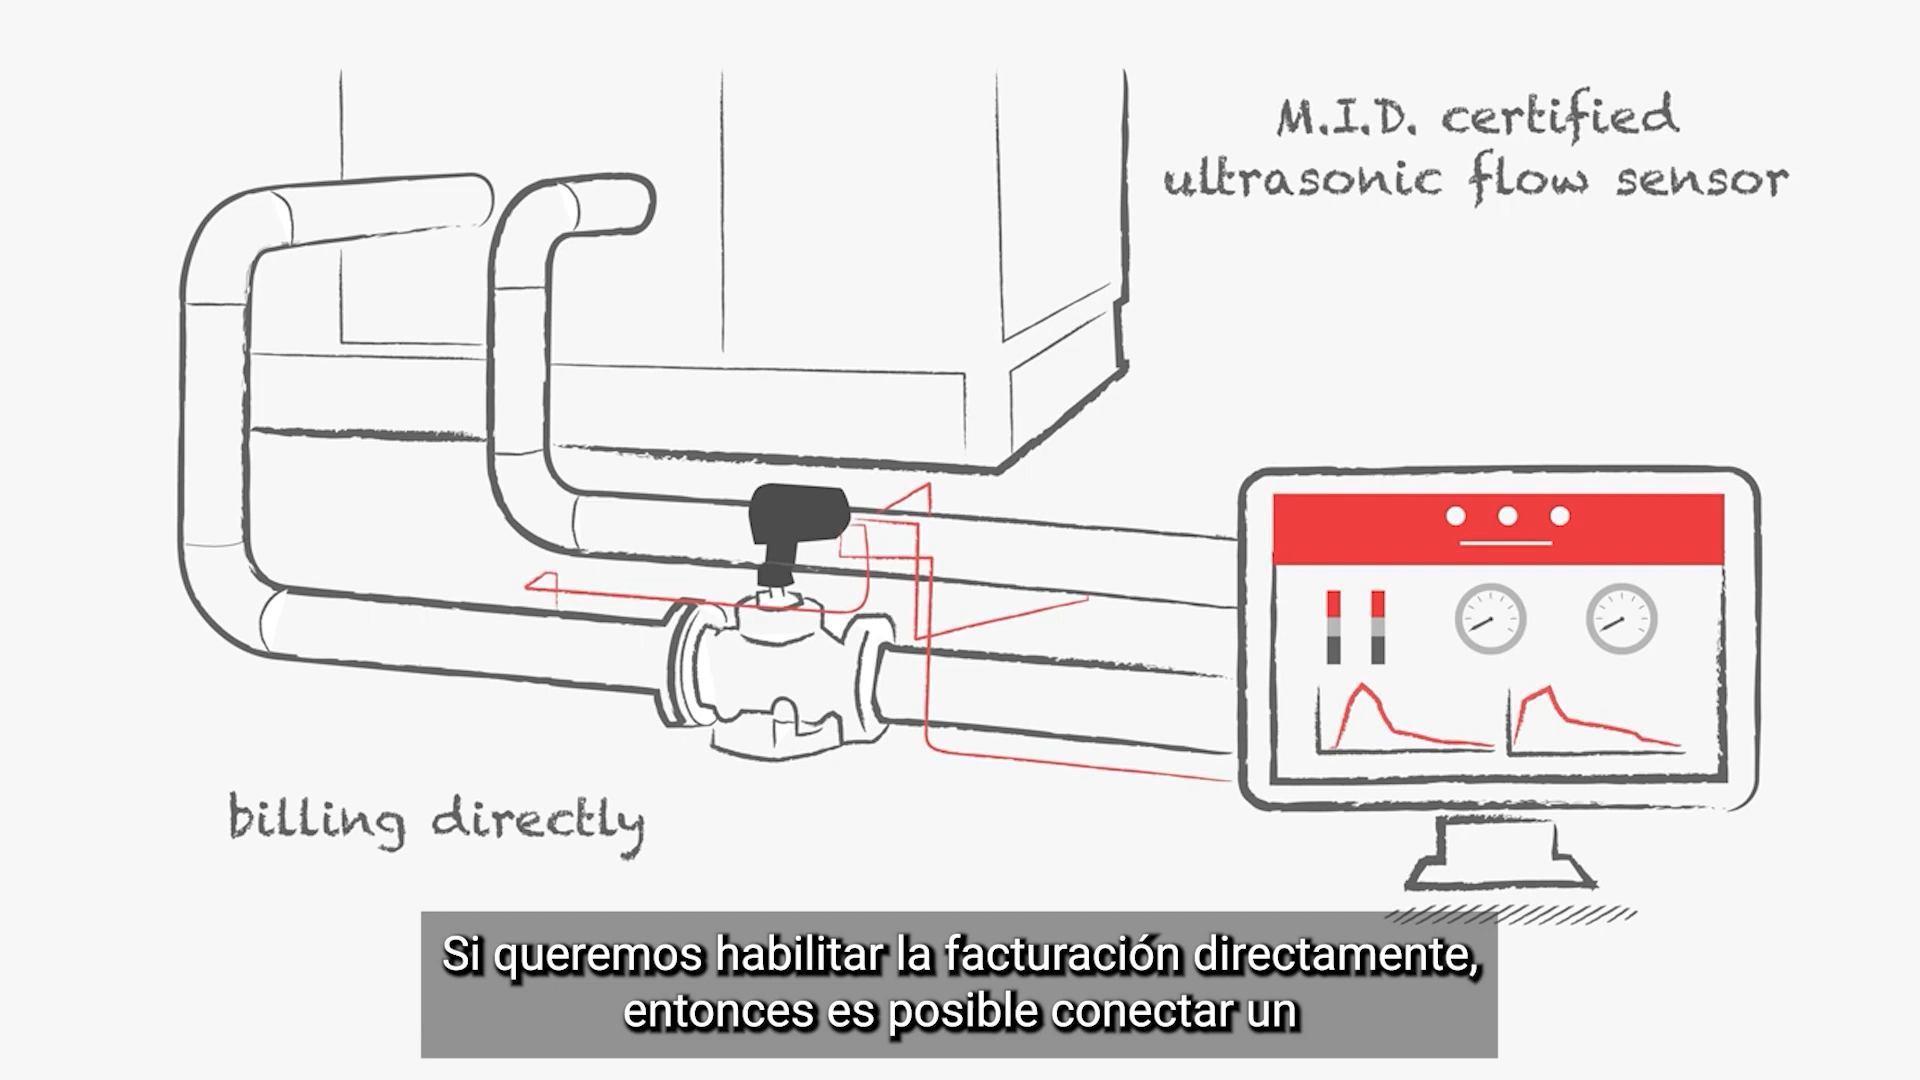 M.I.D. certified
ultrasonic flow sensor
billing directly
Si queremos habilitar la facturación directamente,
entonces es posible conectar un